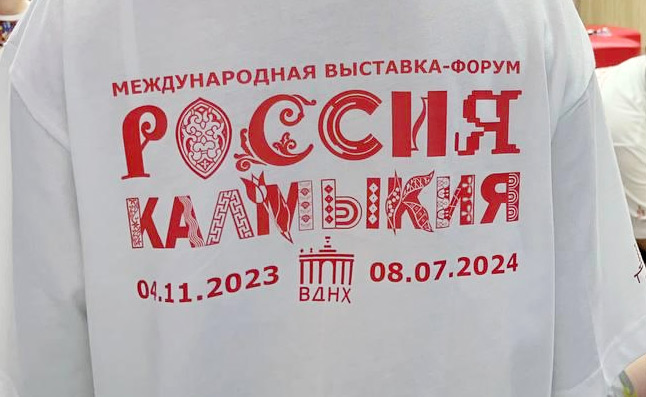 МЕЖДУНАРОДНАЯ ВЫСТАВКА-ФОРУМ
РОССИЯ
КАЛМЫКИЯ
04.11.2023 08.07.2024
ВДНХ